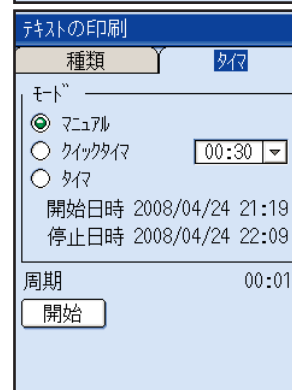 テキストの印刷
種類 タイマ
モード
マニュアル
クイックタイマ 00:30
タイマ
開始日時 2008/04/24 21:19
停止日時 2008/04/24 22:09
周期 00:01
開始